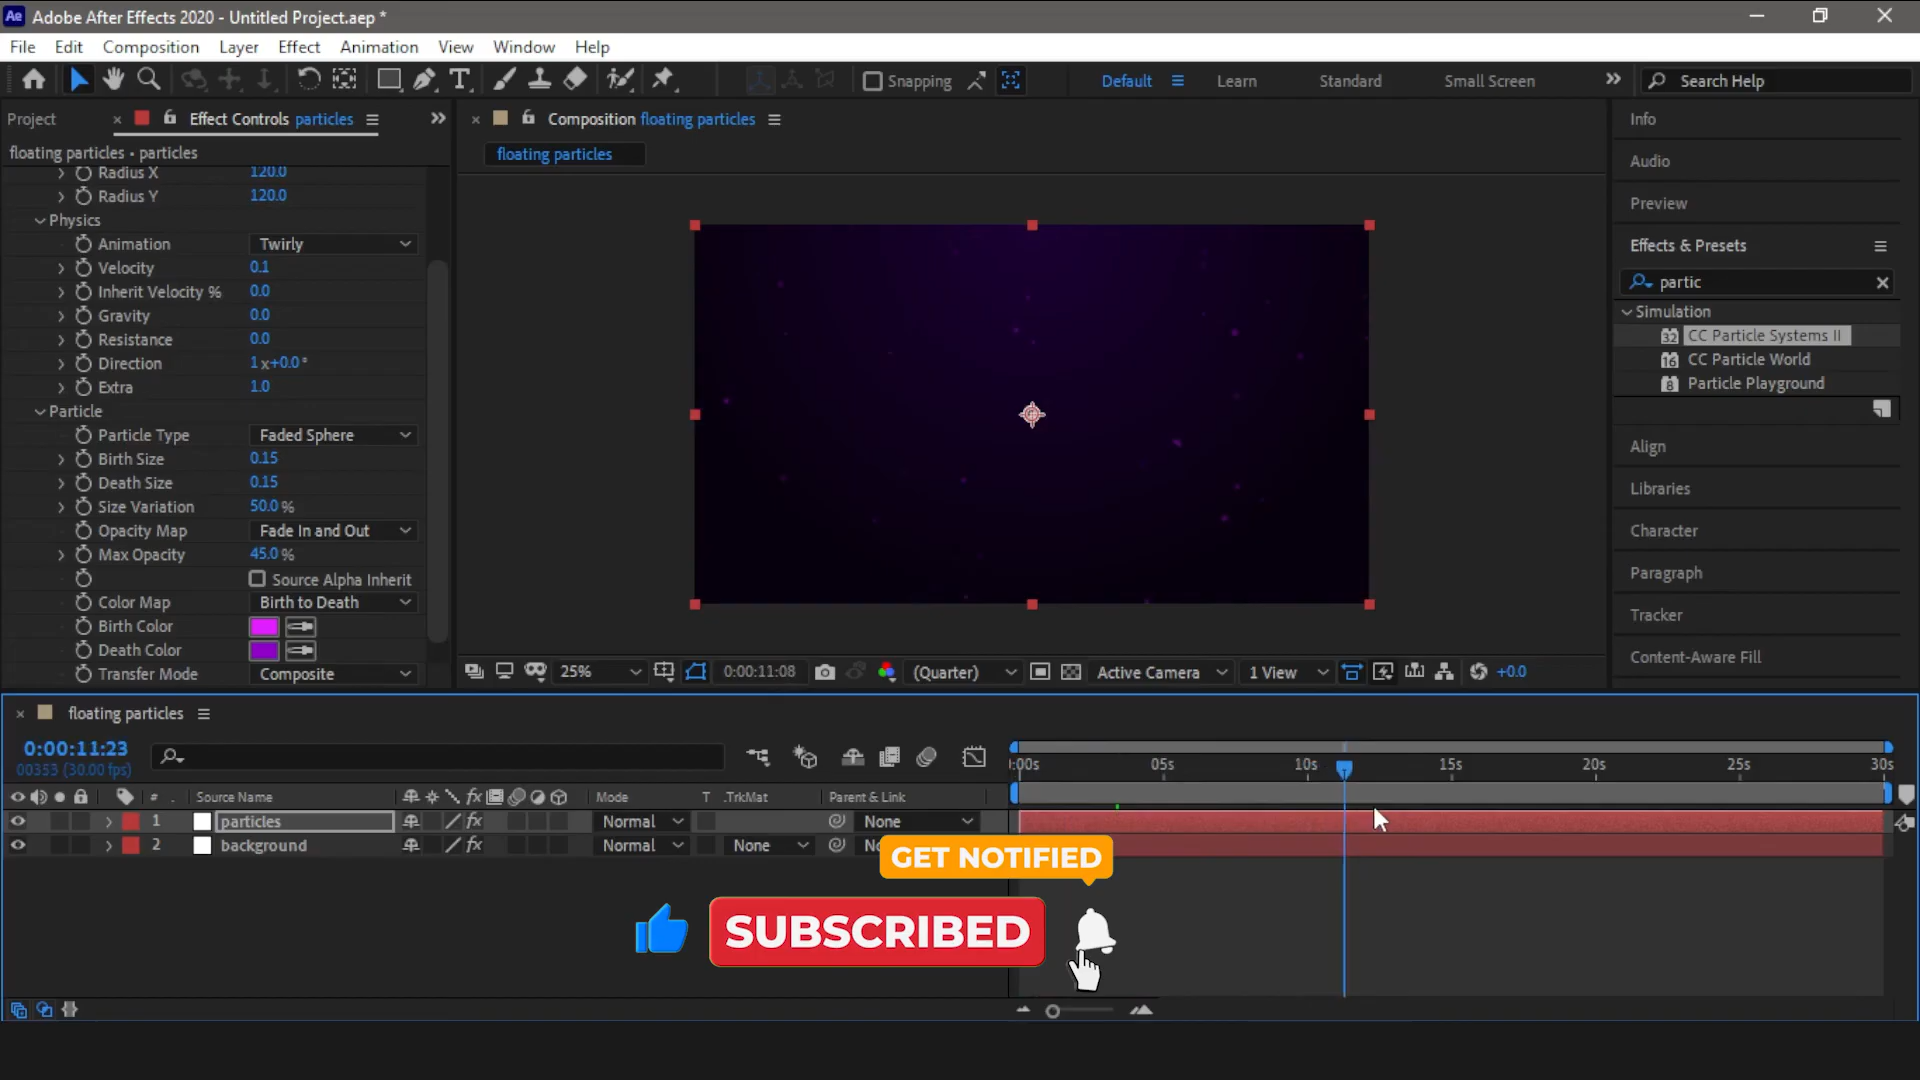 Ae Adobe After Effects 2020 - Untitled Project.aep *
File Edit Composition Layer Effect Animation View Window Help
Snapping Default Learn Standard Small Screen Search Help
Project Effect Controls particles
floating particles • particles
Radius X 120.0
Radius Y 120.0
Physics
Animation Twirly
Velocity 0.1
Inherit Velocity % 0.0
Gravity 0.0
Resistance 0.0
Direction 1x+0.0°
Extra 1.0
Particle
Particle Type Faded Sphere
Birth Size 0.15
Death Size 0.15
Size Variation 50.0 %
Opacity Map Fade In and Out
Max Opacity 45.0 %
Source Alpha Inherit
Color Map Birth to Death
Birth Color
Death Color
Transfer Mode Composite
Composition floating particles
floating particles
25% 0:00:11:08 (Quarter) Active Camera 1 View +0.0
Info
Audio
Preview
Effects & Presets
partic
Simulation
32 CC Particle Systems II
16 CC Particle World
8 Particle Playground
Align
Libraries
Character
Paragraph
Tracker
Content-Aware Fill
floating particles
0:00:11:23
00353 (30.00 fps)
:00s 05s 10s 15s 20s 25s 30s
# Source Name fx Mode T .TrkMat Parent & Link
1 particles fx Normal None
2 background fx Normal None No
GET NOTIFIED
SUBSCRIBED